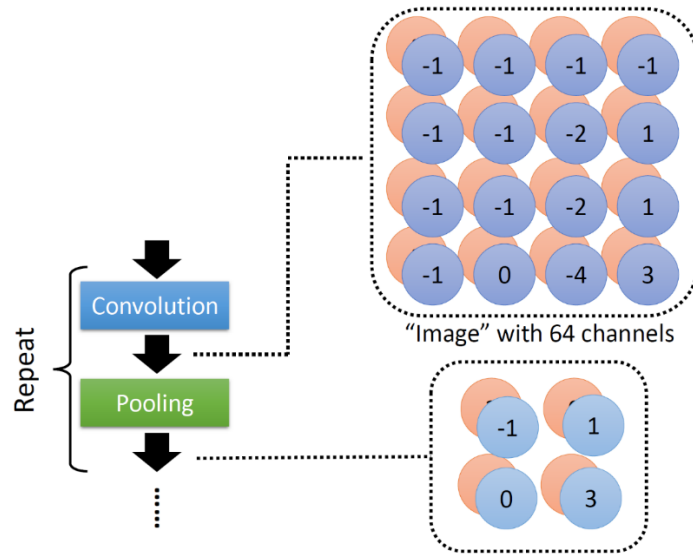 -1 -1 -1 -1
-1 -1 -2 1
-1 -1 -2 1
-1 0 -4 3
"Image" with 64 channels
Repeat
Convolution
Pooling
-1 1
0 3